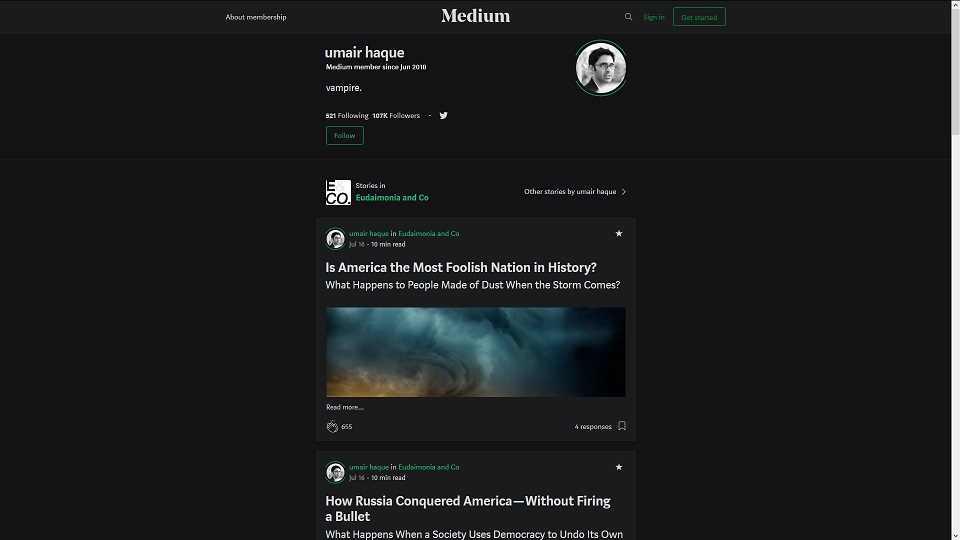 About membership
Medium
Sign in
Get started
umair haque
Medium member since Jun 2018
vampire.
521 Following 107K Followers ·
Follow
E&CO.
Stories in
Eudaimonia and Co
Other stories by umair haque
umair haque in Eudaimonia and Co
Jul 16 · 10 min read
Is America the Most Foolish Nation in History?
What Happens to People Made of Dust When the Storm Comes?
Read more…
655
4 responses
umair haque in Eudaimonia and Co
Jul 16 · 10 min read
How Russia Conquered America—Without Firing
a Bullet
What Happens When a Society Uses Democracy to Undo Its Own